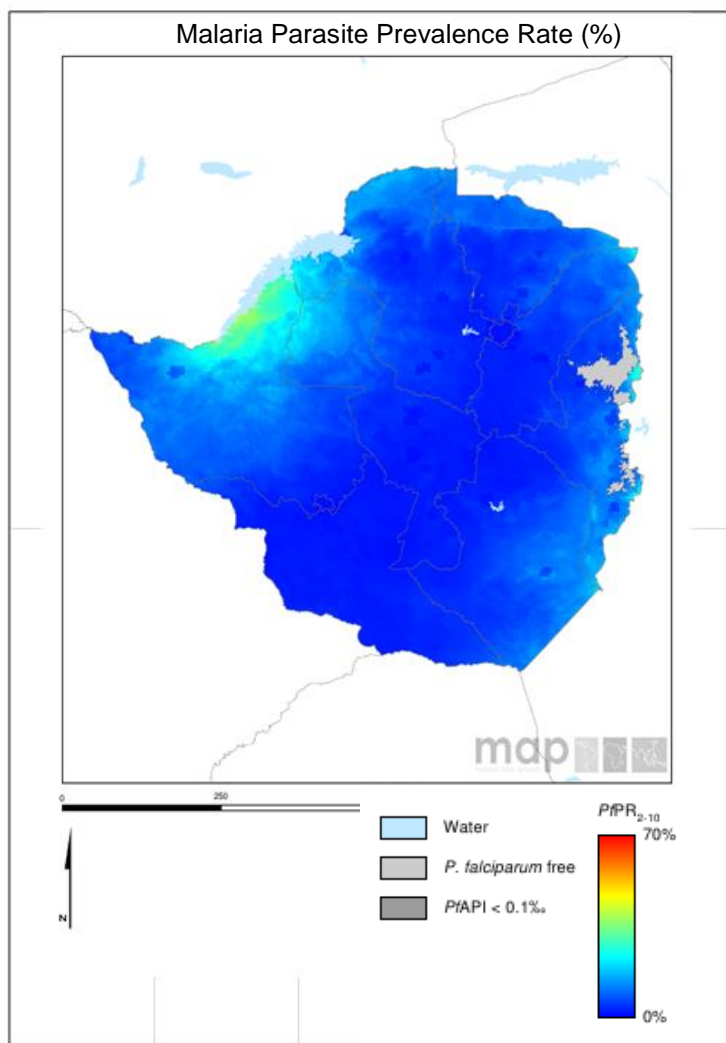 Malaria Parasite Prevalence Rate (%)
map
0
250
N
Water
P. falciparum free
PfAPI < 0.1‰
PfPR2-10
70%
0%